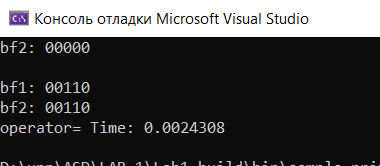 Консоль отладки Microsoft Visual Studio
bf2: 00000
bf1: 00110
bf2: 00110
operator= Time: 0.0024308